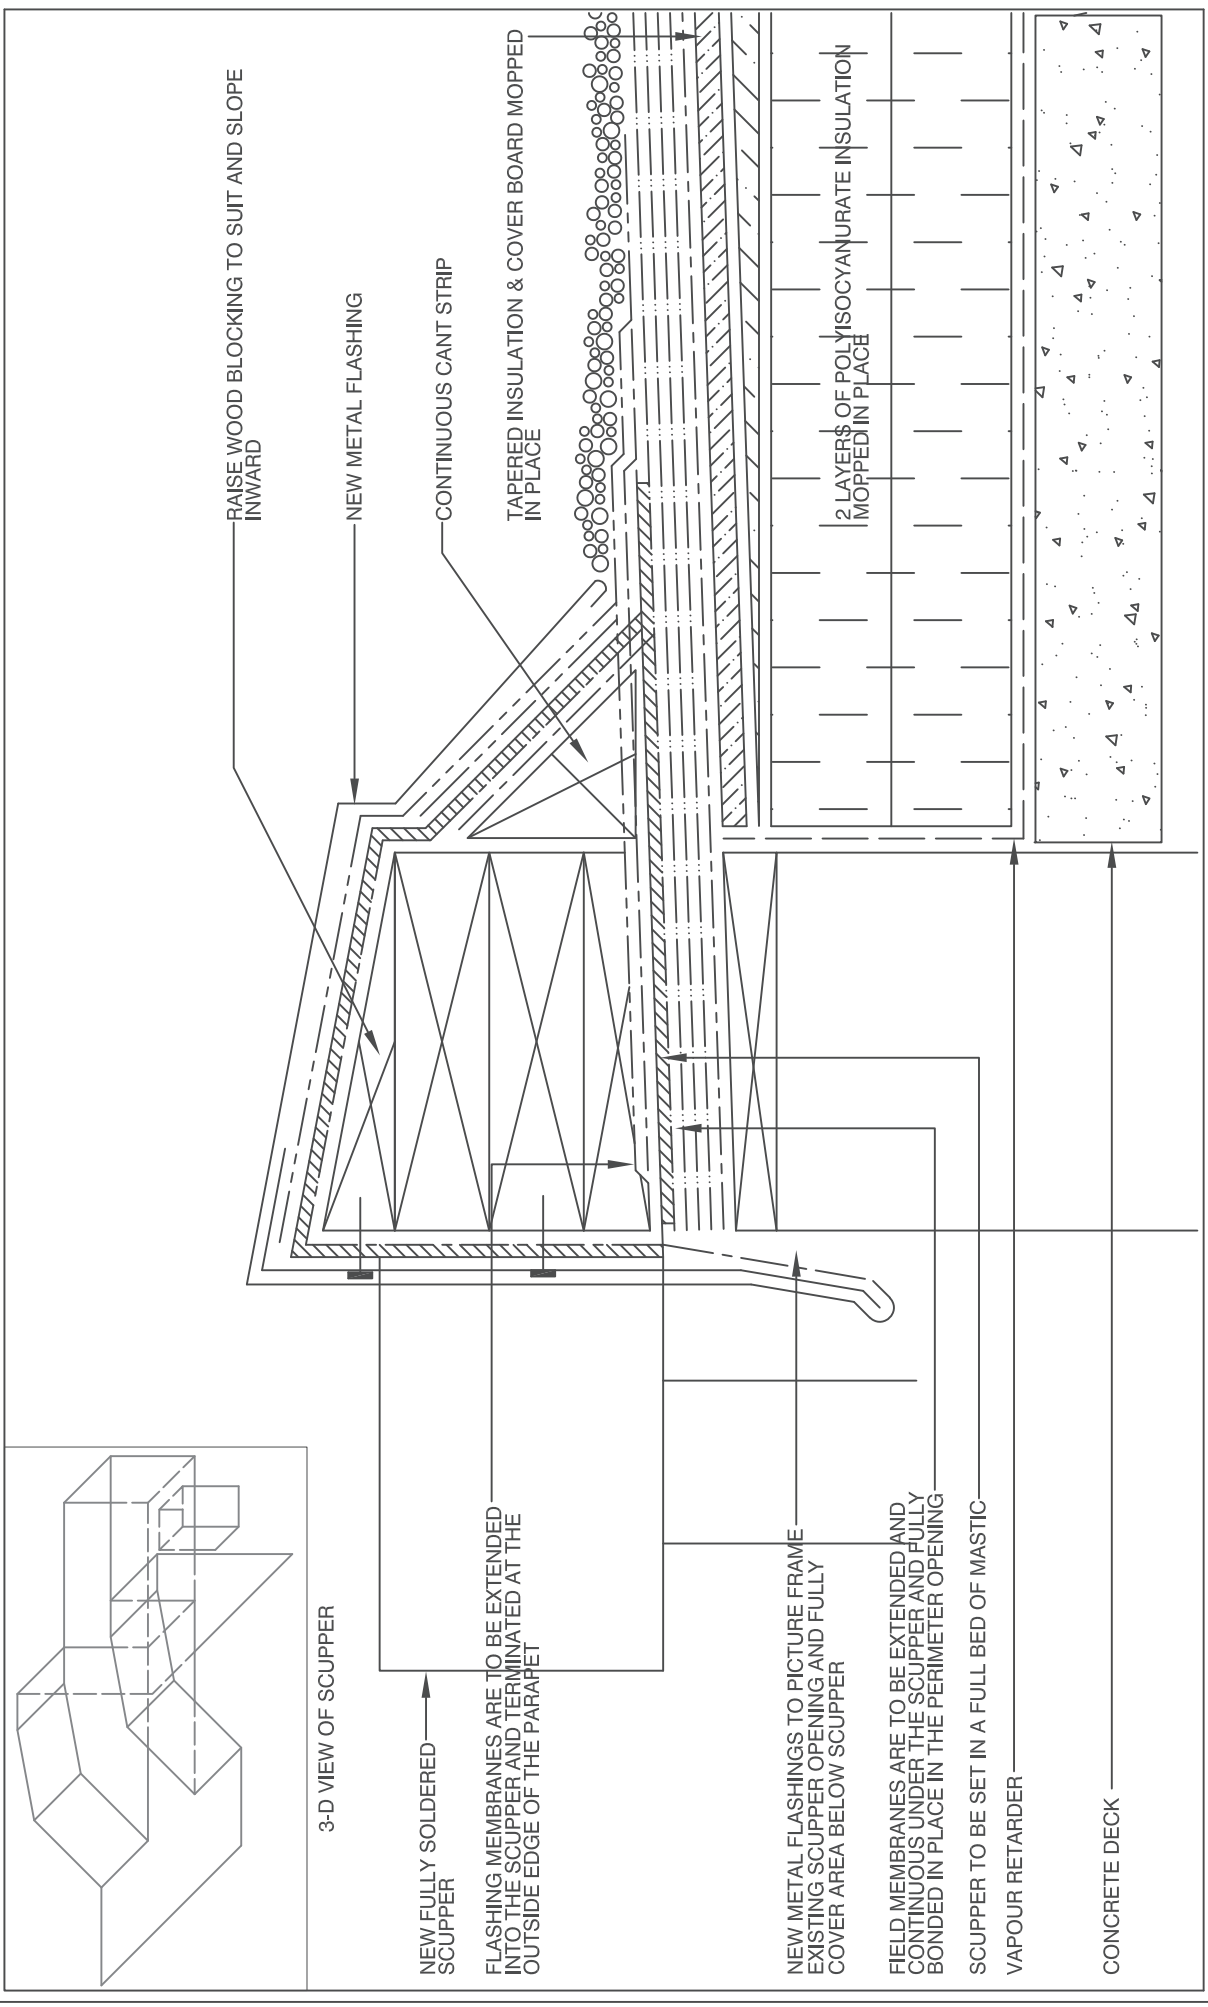 RAISE WOOD BLOCKING TO SUIT AND SLOPE
INWARD
NEW METAL FLASHING
CONTINUOUS CANT STRIP
TAPERED INSULATION & COVER BOARD MOPPED
IN PLACE
2 LAYERS OF POLYISOCYANURATE INSULATION
MOPPED IN PLACE
3-D VIEW OF SCUPPER
NEW FULLY SOLDERED
SCUPPER
FLASHING MEMBRANES ARE TO BE EXTENDED
INTO THE SCUPPER AND TERMINATED AT THE
OUTSIDE EDGE OF THE PARAPET
NEW METAL FLASHINGS TO PICTURE FRAME
EXISTING SCUPPER OPENING AND FULLY
COVER AREA BELOW SCUPPER
FIELD MEMBRANES ARE TO BE EXTENDED AND
CONTINUOUS UNDER THE SCUPPER AND FULLY
BONDED IN PLACE IN THE PERIMETER OPENING
SCUPPER TO BE SET IN A FULL BED OF MASTIC
VAPOUR RETARDER
CONCRETE DECK